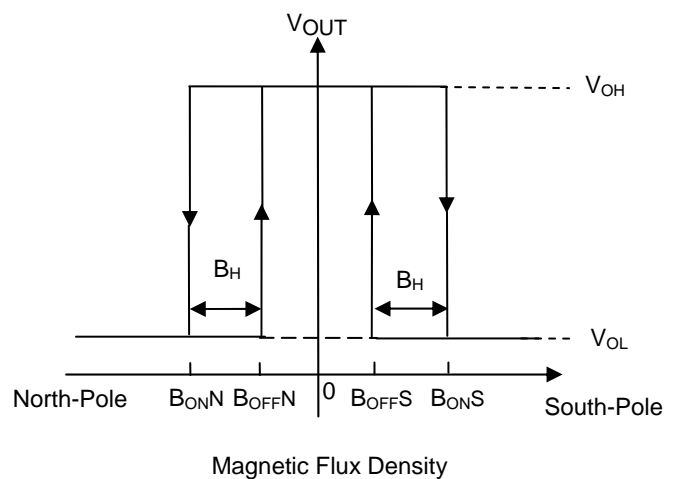 VOUT
VOH
BH BH
VOL
North-Pole BONN BOFFN 0 BOFFS BONS South-Pole
Magnetic Flux Density